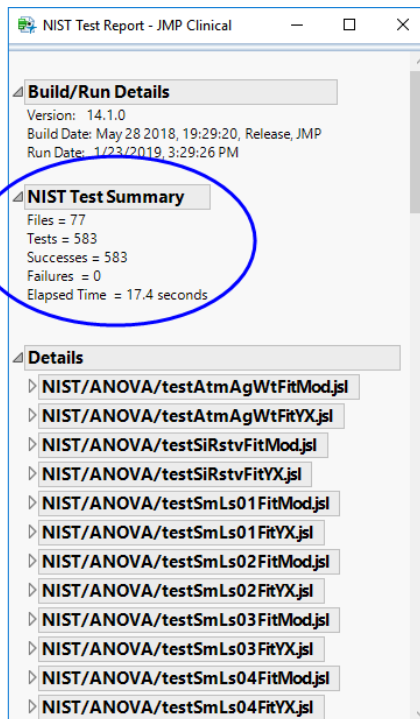 NIST Test Report - JMP Clinical
Build/Run Details
Version: 14.1.0
Build Date: May 28 2018, 19:29:20, Release, JMP
Run Date: 1/23/2019, 3:29:26 PM
NIST Test Summary
Files = 77
Tests = 583
Successes = 583
Failures = 0
Elapsed Time = 17.4 seconds
Details
NIST/ANOVA/testAtmAgWtFitMod.jsl
NIST/ANOVA/testAtmAgWtFitYX.jsl
NIST/ANOVA/testSiRstvFitMod.jsl
NIST/ANOVA/testSiRstvFitYX.jsl
NIST/ANOVA/testSmLs01FitMod.jsl
NIST/ANOVA/testSmLs01FitYX.jsl
NIST/ANOVA/testSmLs02FitMod.jsl
NIST/ANOVA/testSmLs02FitYX.jsl
NIST/ANOVA/testSmLs03FitMod.jsl
NIST/ANOVA/testSmLs03FitYX.jsl
NIST/ANOVA/testSmLs04FitMod.jsl
NIST/ANOVA/testSmLs04FitYX.jsl